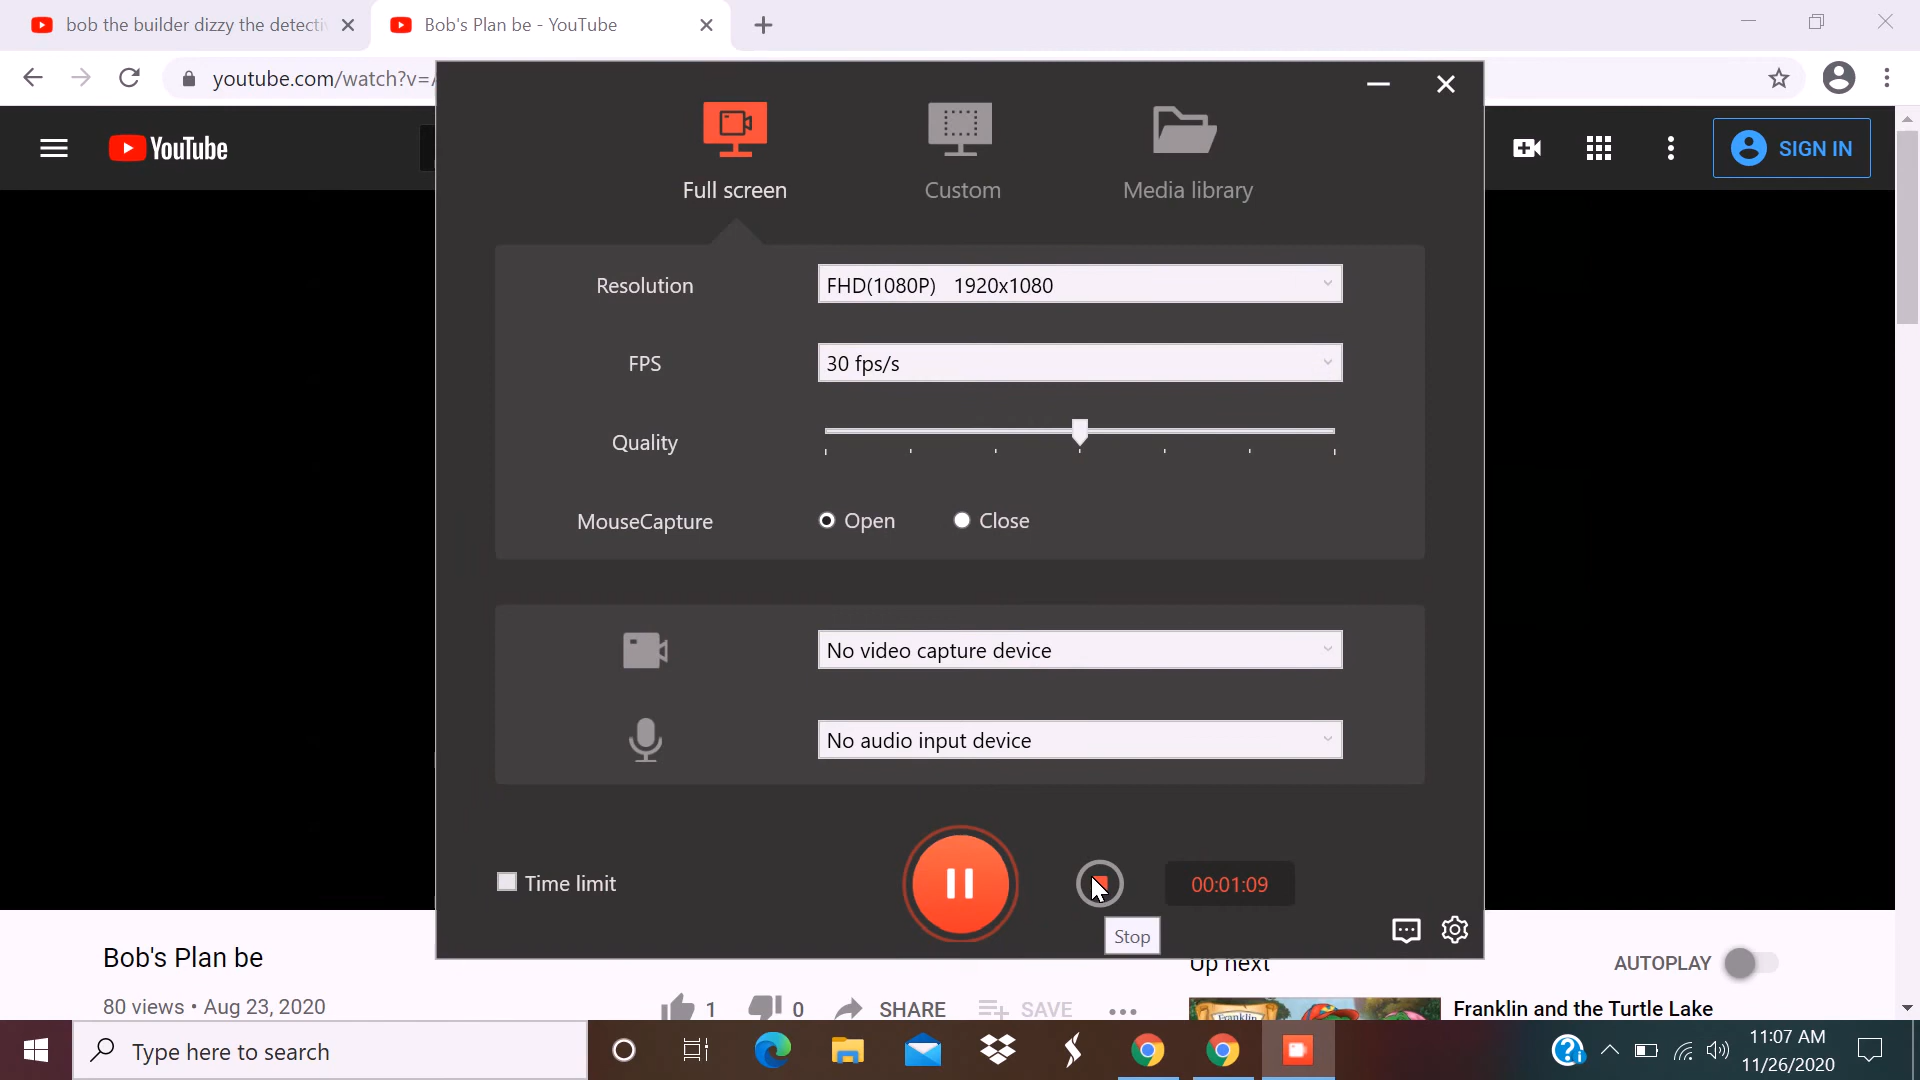 bob the builder dizzy the detecti
Bob's Plan be - YouTube
youtube.com/watch?v=
YouTube
SIGN IN
Full screen
Custom
Media library
Resolution
FHD(1080P) 1920x1080
FPS
30 fps/s
Quality
MouseCapture
Open
Close
No video capture device
No audio input device
Time limit
00:01:09
Stop
Bob's Plan be
80 views • Aug 23, 2020
1
0
SHARE
SAVE
Up next
AUTOPLAY
Franklin
Franklin and the Turtle Lake
Type here to search
11:07 AM
11/26/2020